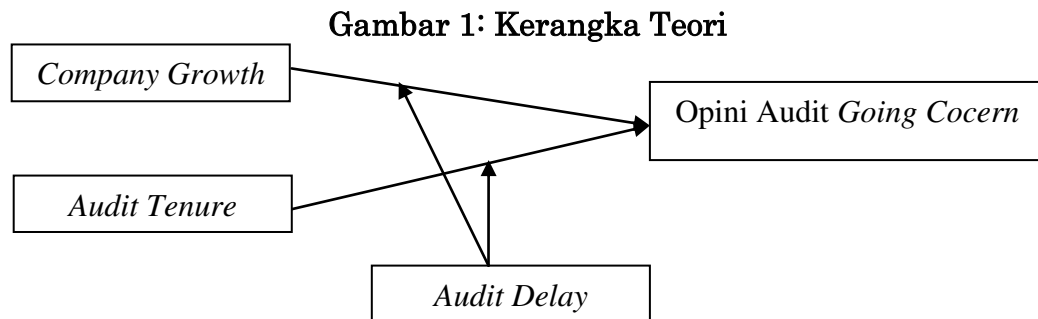 Gambar 1: Kerangka Teori
Company Growth
Opini Audit Going Cocern
Audit Tenure
Audit Delay